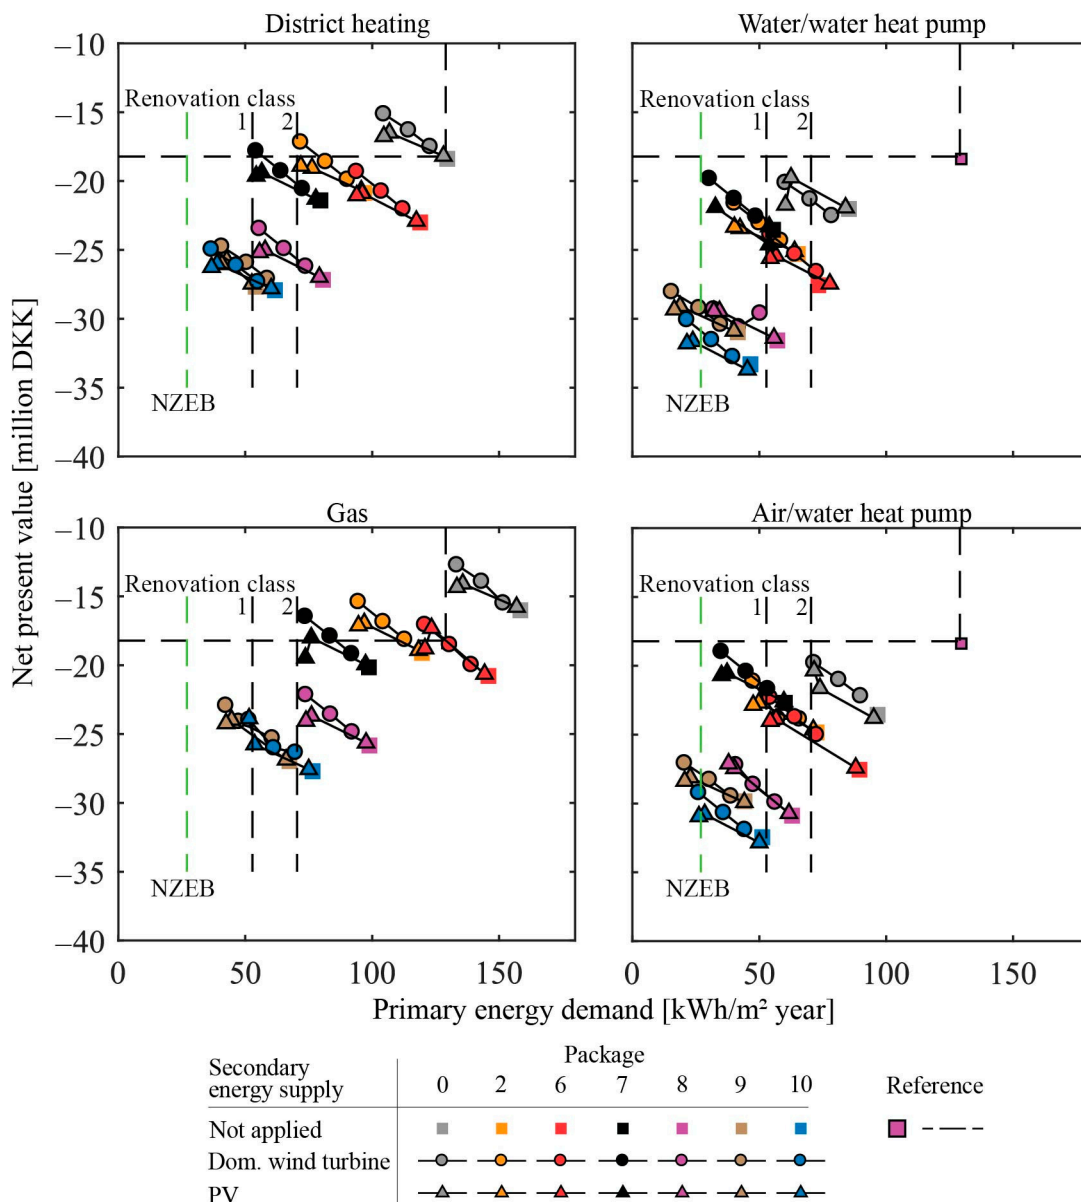 District heating
Water/water heat pump
−10
−15
−20
−25
−30
−35
−40
Renovation class
1
2
NZEB
Renovation class
1
2
NZEB
0
50
100
150
Net present value [million DKK]
Gas
Air/water heat pump
−10
−15
−20
−25
−30
−35
−40
Renovation class
1
2
NZEB
Renovation class
1
2
NZEB
0
50
100
150
0
50
100
150
Primary energy demand [kWh/m² year]
Secondary
energy supply
Package
0 2 6 7 8 9 10
Reference
Not applied
Dom. wind turbine
PV